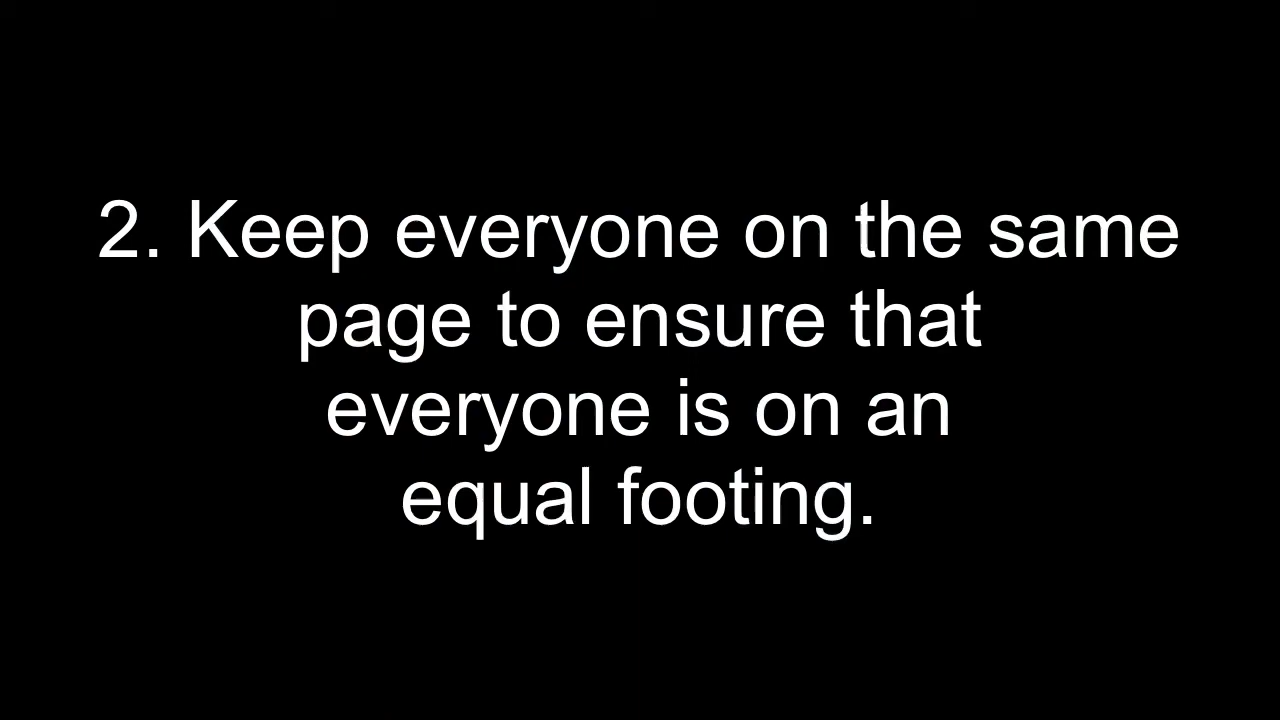 2. Keep everyone on the same
page to ensure that
everyone is on an
equal footing.